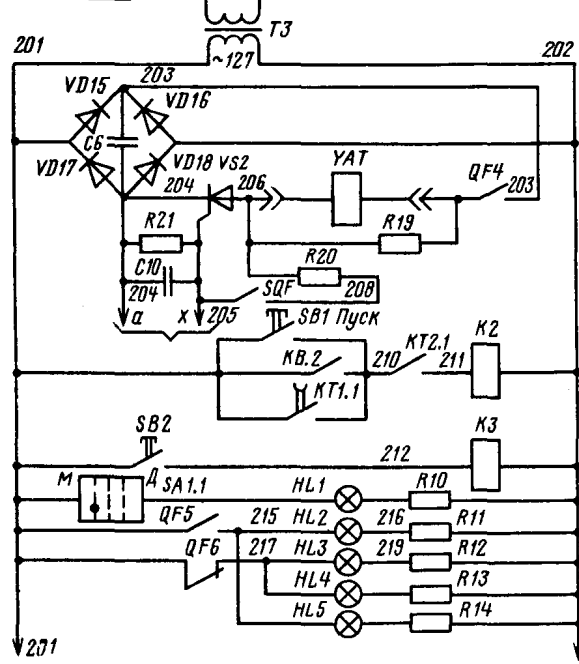 T3
201
~127
202
VD15
203
VD16
C6
VD17
VD18
VS2
204
206
YAT
QF4
203
R21
R19
C10
R20
204
SQF
208
а
х
205
SB1 Пуск
KB.2
210
KT2.1
211
K2
KT1.1
SB2
212
K3
М
Д
SA1.1
HL1
R10
QF5
215
HL2
216
R11
QF6
217
HL3
219
R12
HL4
R13
HL5
R14
201